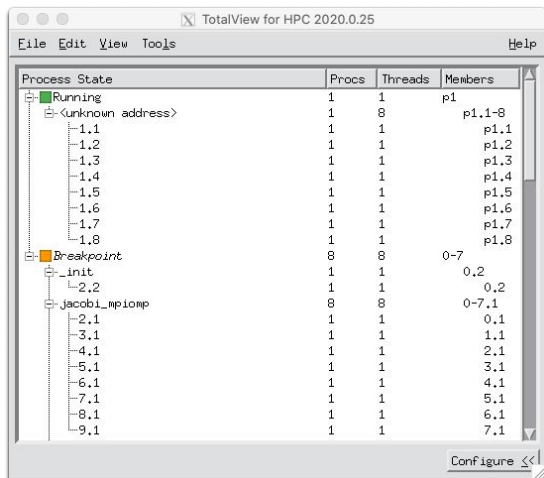 TotalView for HPC 2020.0.25
File Edit View Tools Help
Process State Procs Threads Members
Running 1 1 p1
<unknown address> 1 8 p1.1-8
1.1 1 1 p1.1
1.2 1 1 p1.2
1.3 1 1 p1.3
1.4 1 1 p1.4
1.5 1 1 p1.5
1.6 1 1 p1.6
1.7 1 1 p1.7
1.8 1 1 p1.8
Breakpoint 8 8 0-7
_init 1 1 0.2
2.2 1 1 0.2
jacobi_mpiomp 8 8 0-7.1
2.1 1 1 0.1
3.1 1 1 1.1
4.1 1 1 2.1
5.1 1 1 3.1
6.1 1 1 4.1
7.1 1 1 5.1
8.1 1 1 6.1
9.1 1 1 7.1
Configure <<